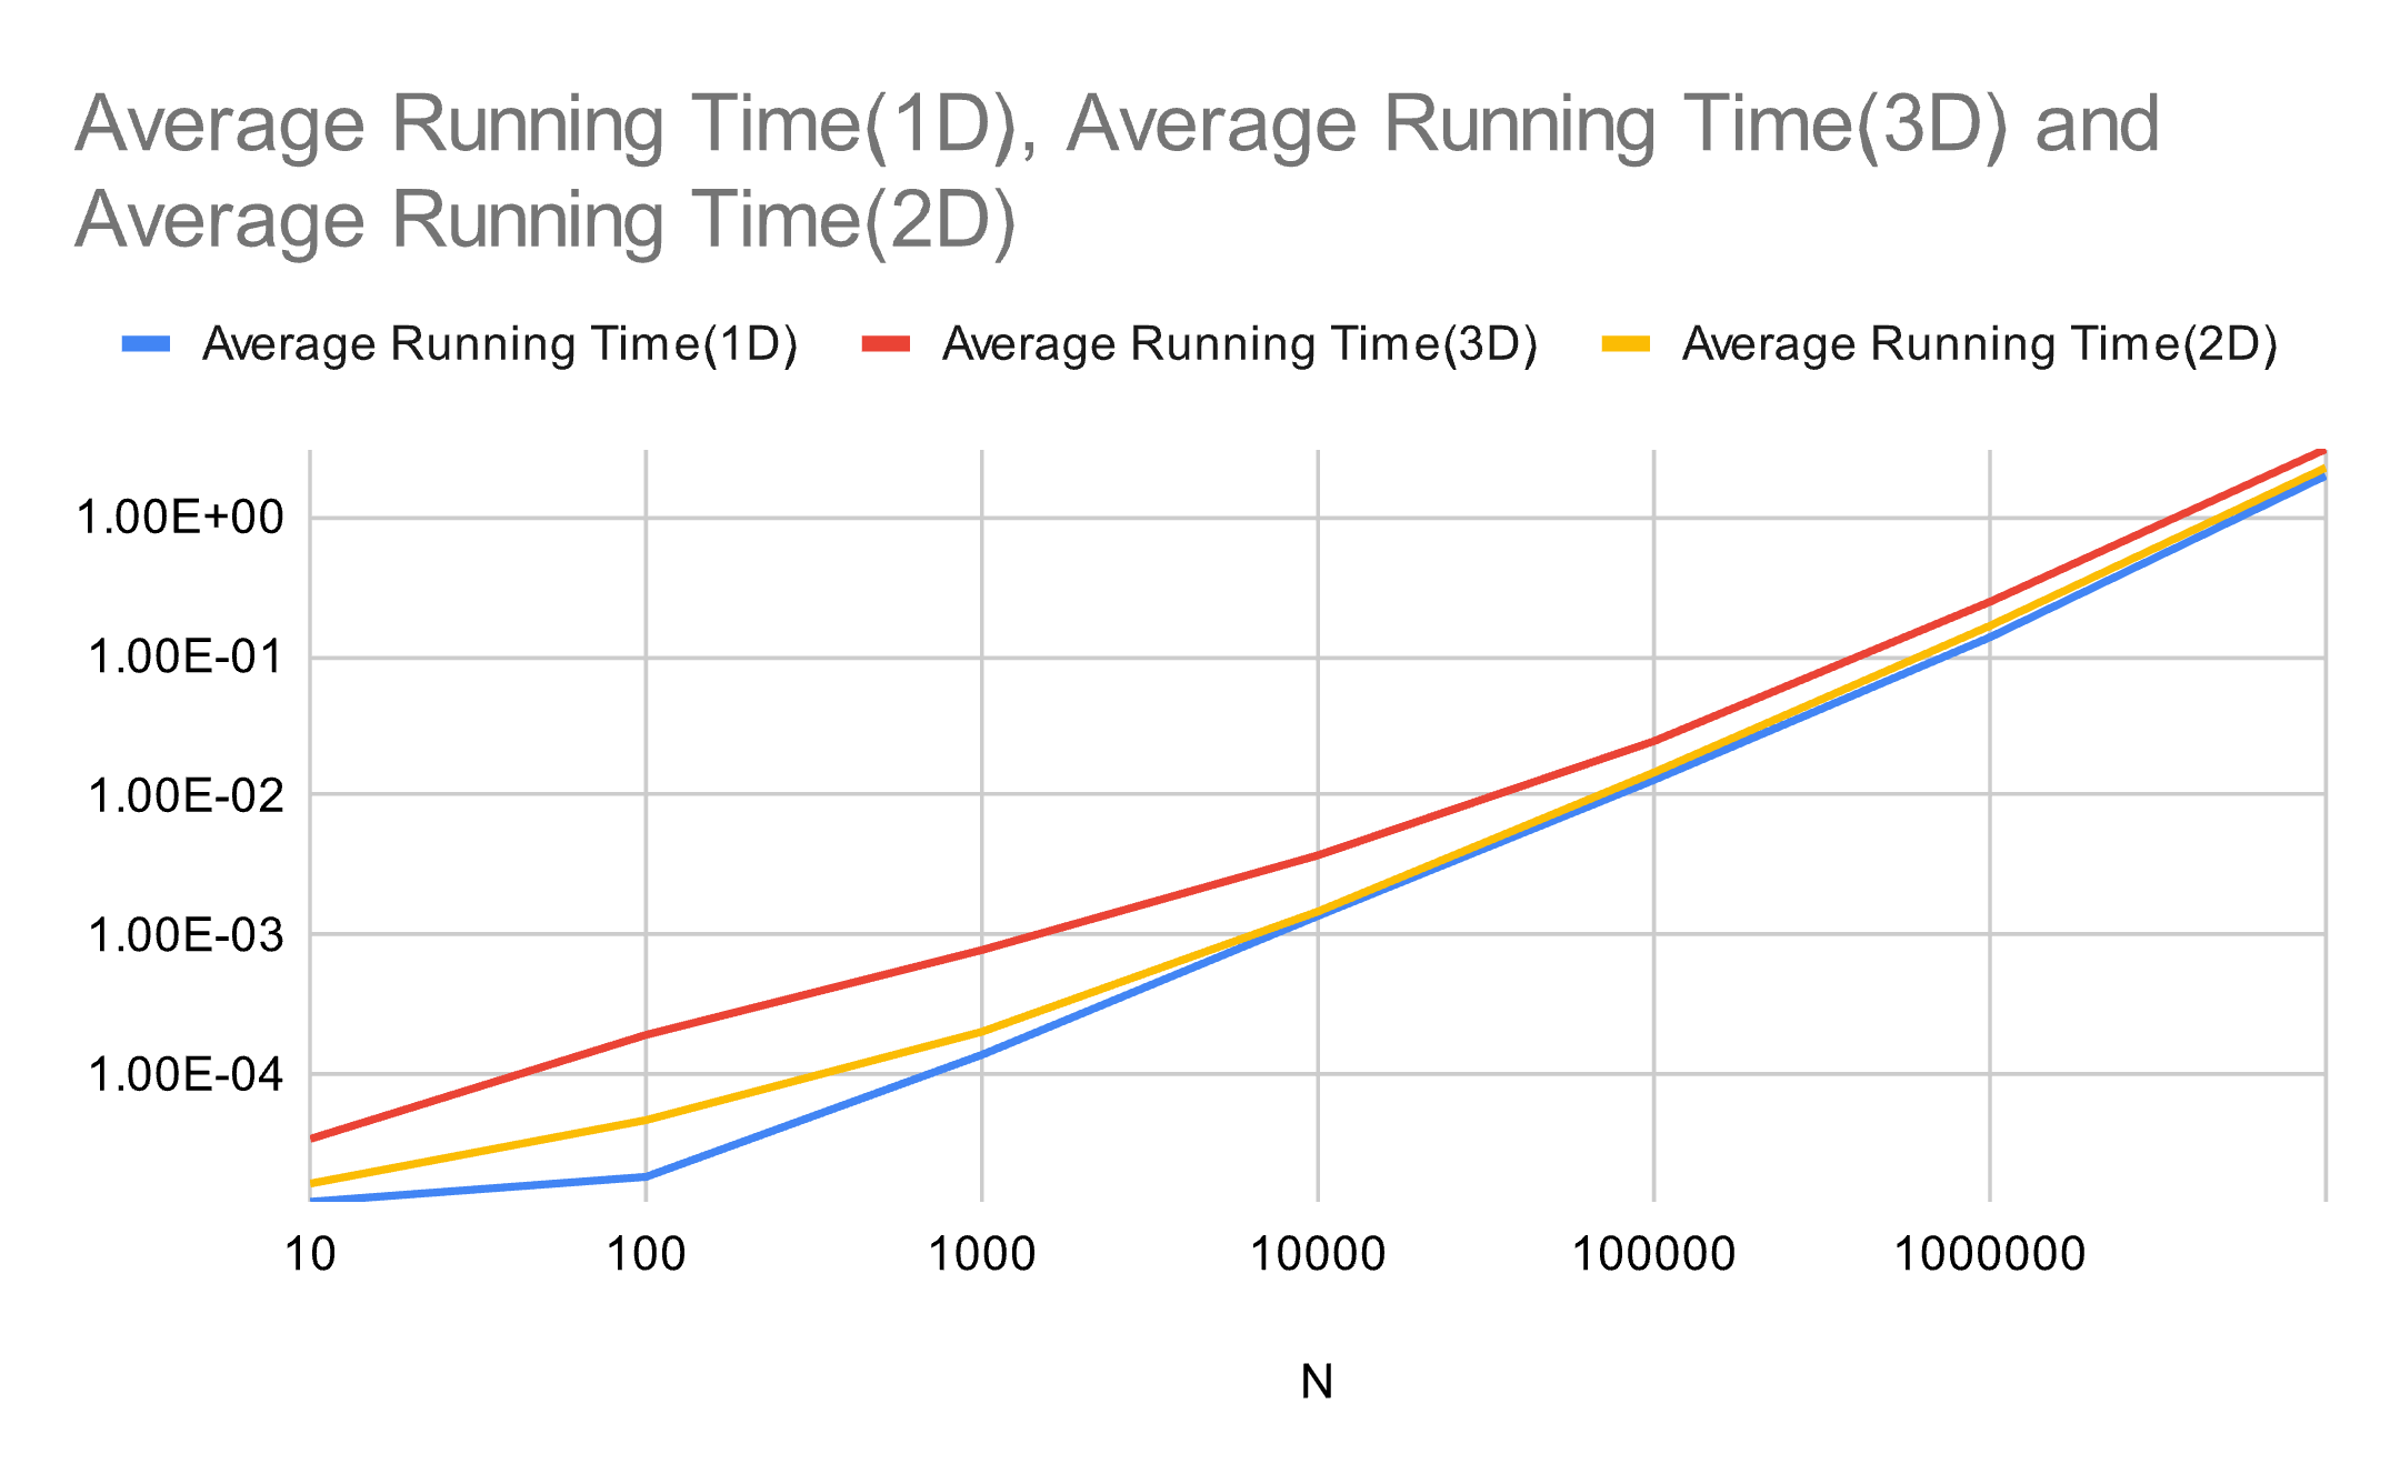 Average Running Time(1D), Average Running Time(3D) and
Average Running Time(2D)
Average Running Time(1D) Average Running Time(3D) Average Running Time(2D)
1.00E+00
1.00E-01
1.00E-02
1.00E-03
1.00E-04
10 100 1000 10000 100000 1000000
N